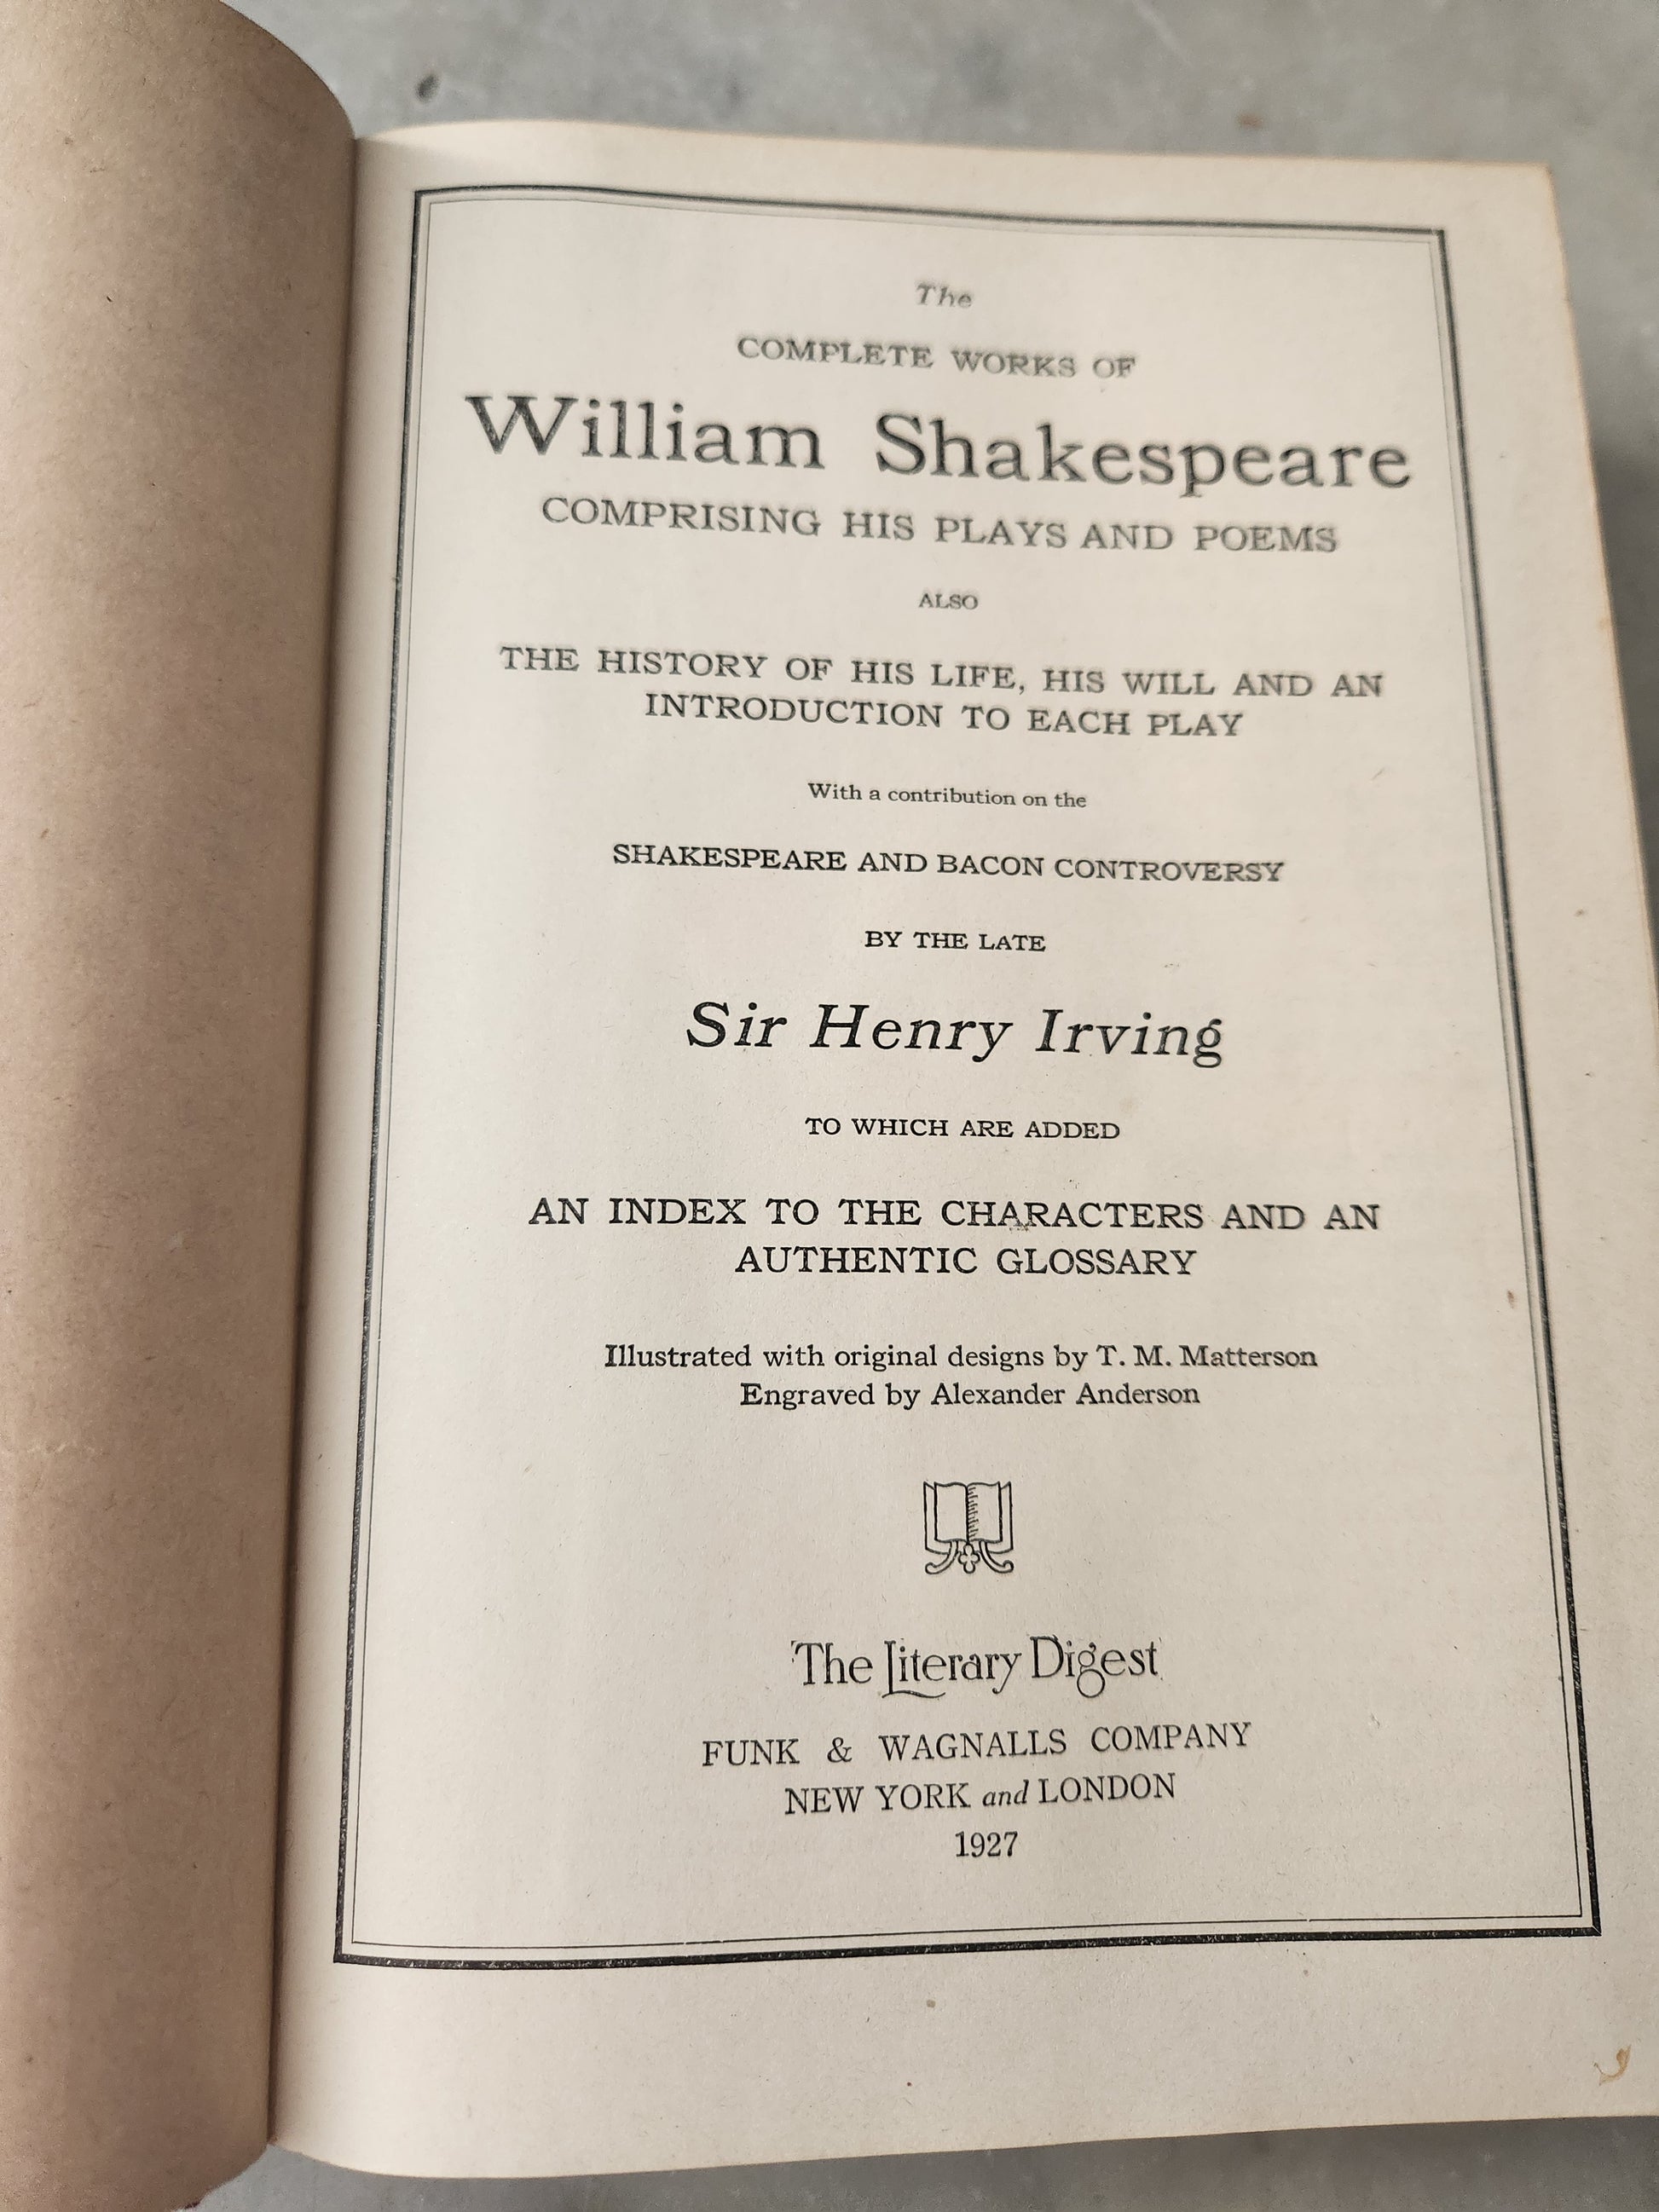 The
COMPLETE WORKS OF
William Shakespeare
COMPRISING HIS PLAYS AND POEMS
ALSO
THE HISTORY OF HIS LIFE, HIS WILL AND AN
INTRODUCTION TO EACH PLAY
With a contribution on the
SHAKESPEARE AND BACON CONTROVERSY
BY THE LATE
Sir Henry Irving
TO WHICH ARE ADDED
AN INDEX TO THE CHARACTERS AND AN
AUTHENTIC GLOSSARY
Illustrated with original designs by T. M. Matterson
Engraved by Alexander Anderson
The Literary Digest
FUNK & WAGNALLS COMPANY
NEW YORK and LONDON
1927